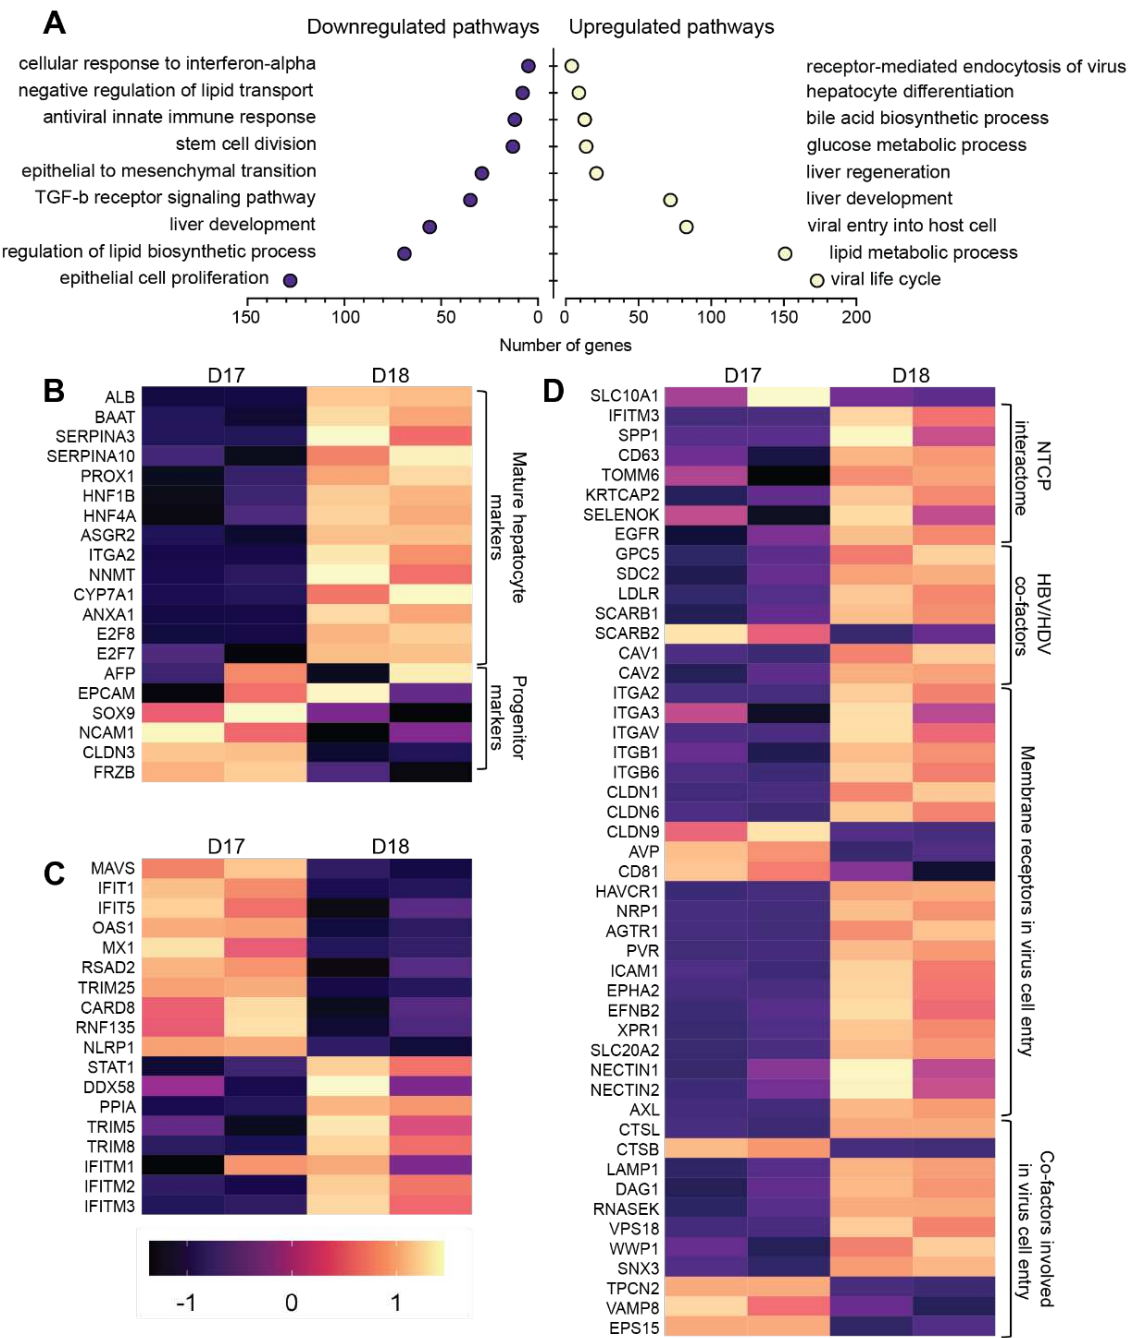 A
Downregulated pathways
Upregulated pathways
cellular response to interferon-alpha
negative regulation of lipid transport
antiviral innate immune response
stem cell division
epithelial to mesenchymal transition
TGF-b receptor signaling pathway
liver development
regulation of lipid biosynthetic process
epithelial cell proliferation
receptor-mediated endocytosis of virus
hepatocyte differentiation
bile acid biosynthetic process
glucose metabolic process
liver regeneration
liver development
viral entry into host cell
lipid metabolic process
viral life cycle
150 100 50 0 0 50 100 150 200
Number of genes
B
D17 D18
ALB
BAAT
SERPINA3
SERPINA10
PROX1
HNF1B
HNF4A
ASGR2
ITGA2
NNMT
CYP7A1
ANXA1
E2F8
E2F7
AFP
EPCAM
SOX9
NCAM1
CLDN3
FRZB
Mature hepatocyte
markers
Progenitor
markers
C
D17 D18
MAVS
IFIT1
IFIT5
OAS1
MX1
RSAD2
TRIM25
CARD8
RNF135
NLRP1
STAT1
DDX58
PPIA
TRIM5
TRIM8
IFITM1
IFITM2
IFITM3
-1 0 1
D
D17 D18
SLC10A1
IFITM3
SPP1
CD63
TOMM6
KRTCAP2
SELENOK
EGFR
GPC5
SDC2
LDLR
SCARB1
SCARB2
CAV1
CAV2
ITGA2
ITGA3
ITGAV
ITGB1
ITGB6
CLDN1
CLDN6
CLDN9
AVP
CD81
HAVCR1
NRP1
AGTR1
PVR
ICAM1
EPHA2
EFNB2
XPR1
SLC20A2
NECTIN1
NECTIN2
AXL
CTSL
CTSB
LAMP1
DAG1
RNASEK
VPS18
WWP1
SNX3
TPCN2
VAMP8
EPS15
NTCP
interactome
HBV/HDV
co-factors
Membrane receptors in virus cell entry
Co-factors involved
in virus cell entry